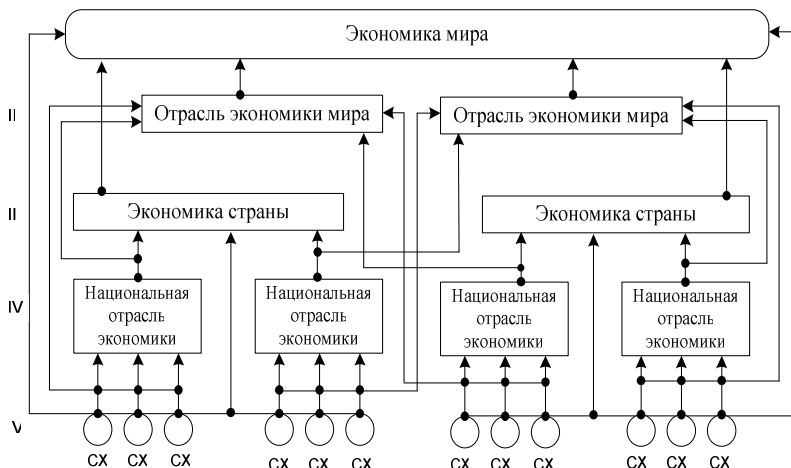 Экономика мира
II
Отрасль экономики мира
Отрасль экономики мира
II
Экономика страны
Экономика страны
IV
Национальная
отрасль
экономики
Национальная
отрасль
экономики
Национальная
отрасль
экономики
Национальная
отрасль
экономики
V
СХ СХ СХ СХ СХ СХ СХ СХ СХ СХ СХ СХ